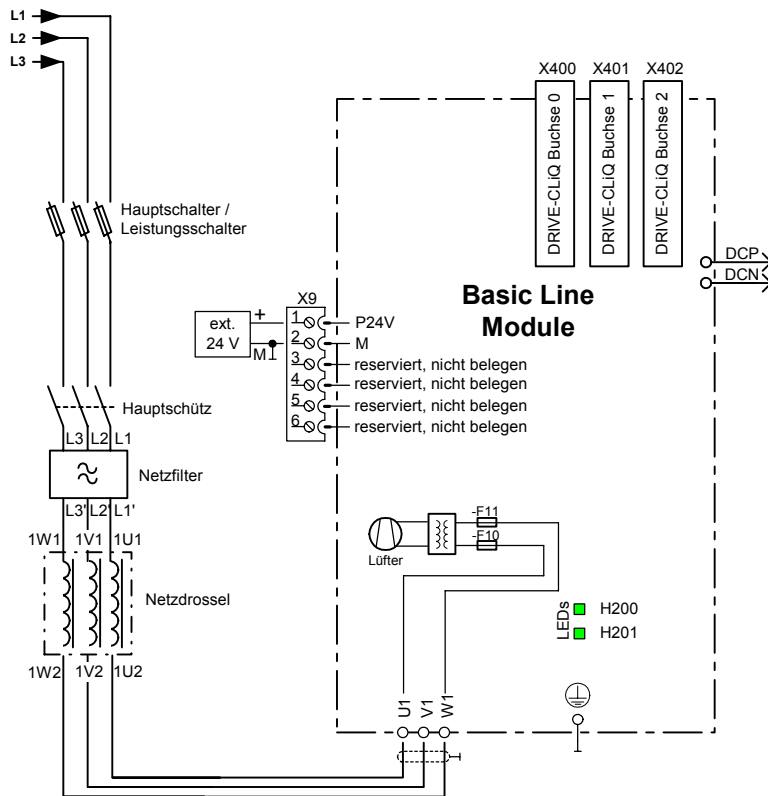 L1
L2
L3
X400
X401
X402
DRIVE-CLiQ Buchse 0
DRIVE-CLiQ Buchse 1
DRIVE-CLiQ Buchse 2
Hauptschalter /
Leistungsschalter
DCP
DCN
Basic Line
Module
X9
ext.
24 V
+
M
1
P24V
2
M
3
reserviert, nicht belegen
4
reserviert, nicht belegen
5
reserviert, nicht belegen
6
reserviert, nicht belegen
Hauptschütz
L3 L2 L1
Netzfilter
L3' L2' L1'
1W1 1V1 1U1
Netzdrossel
1W2 1V2 1U2
-F11
-F10
Lüfter
LEDs
H200
H201
U1
V1
W1